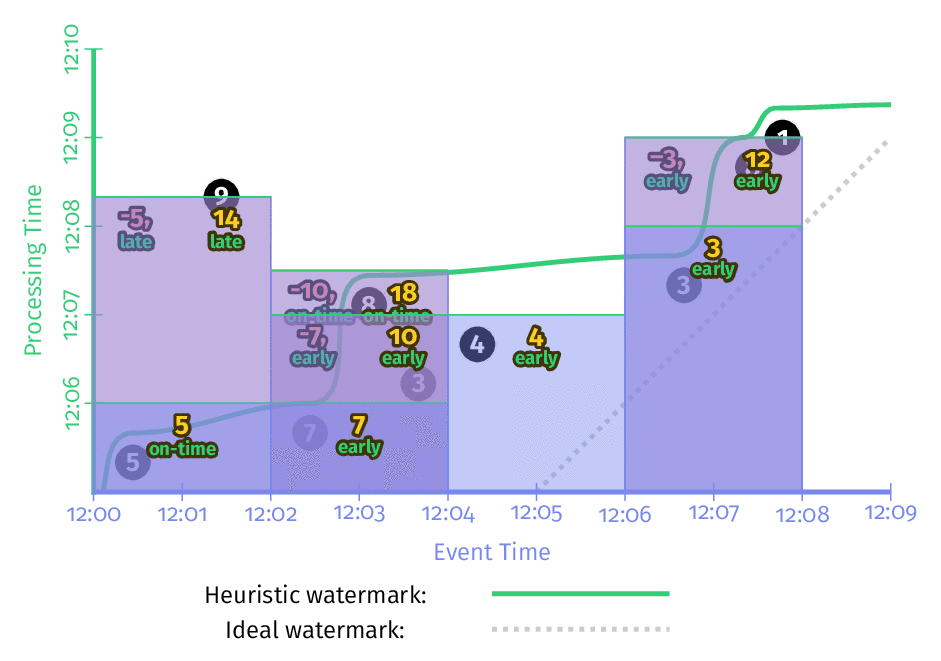 12:10
12:09
12:08
12:07
12:06
Processing Time
9
1
-3, 12
early early
-5, 14
late late
3
early
3
-10, 8 18
on-time on-time
-7, 10
early early
3
4 4
early
5
on-time
5
7 7
early
12:00 12:01 12:02 12:03 12:04 12:05 12:06 12:07 12:08 12:09
Event Time
Heuristic watermark:
Ideal watermark: